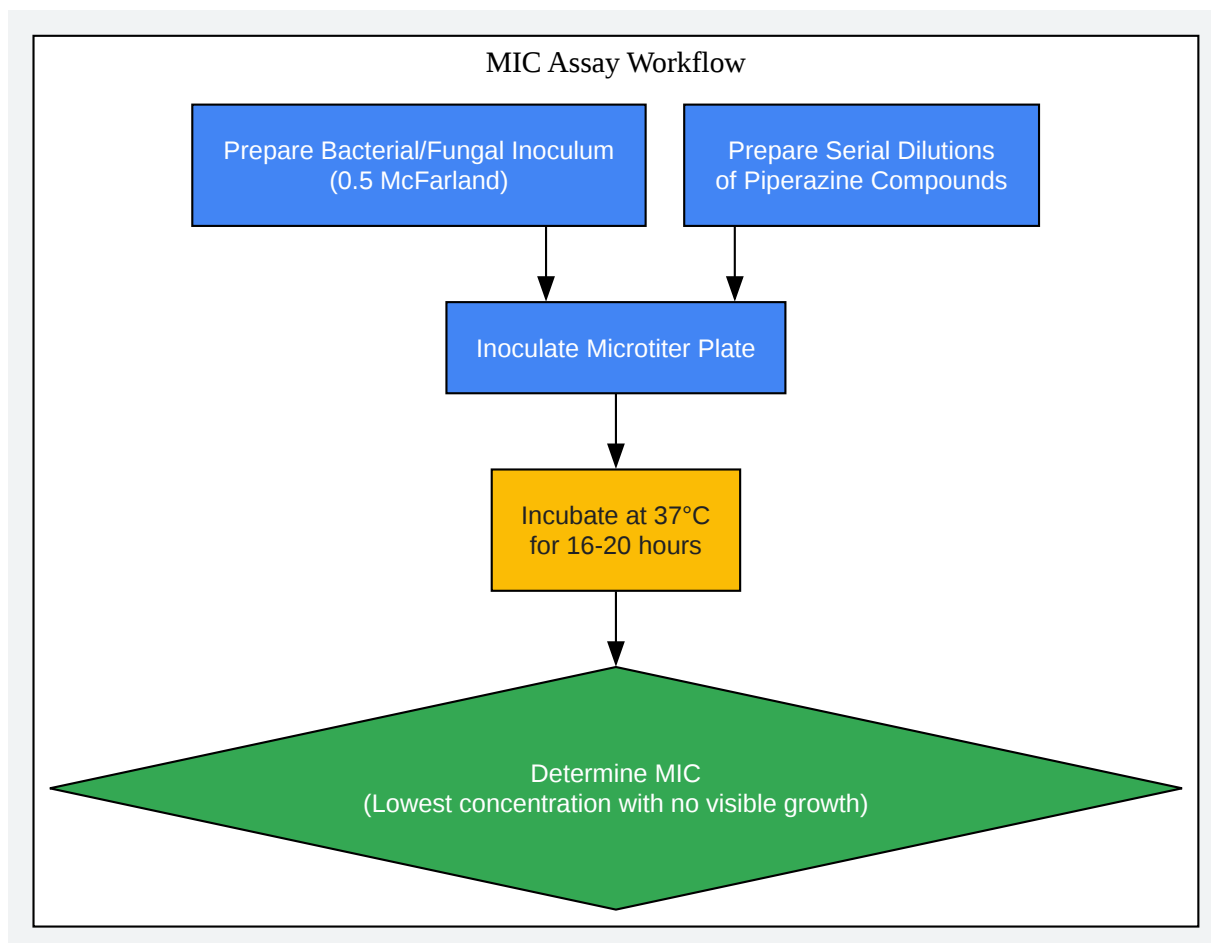 MIC Assay Workflow
Prepare Bacterial/Fungal Inoculum
(0.5 McFarland)
Prepare Serial Dilutions
of Piperazine Compounds
Inoculate Microtiter Plate
Incubate at 37°C
for 16-20 hours
Determine MIC
(Lowest concentration with no visible growth)